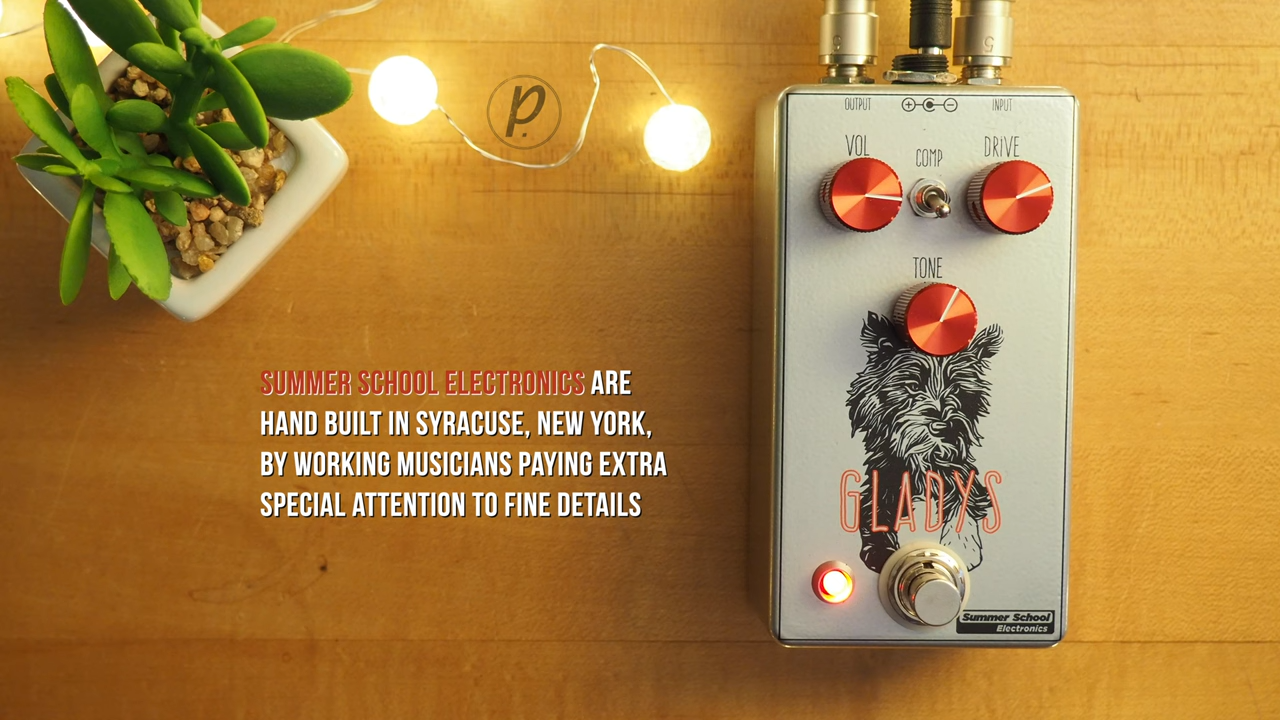 p.
OUTPUT
INPUT
VOL
COMP
DRIVE
TONE
SUMMER SCHOOL ELECTRONICS ARE
HAND BUILT IN SYRACUSE, NEW YORK,
BY WORKING MUSICIANS PAYING EXTRA
SPECIAL ATTENTION TO FINE DETAILS
GLADYS
Summer School
Electronics